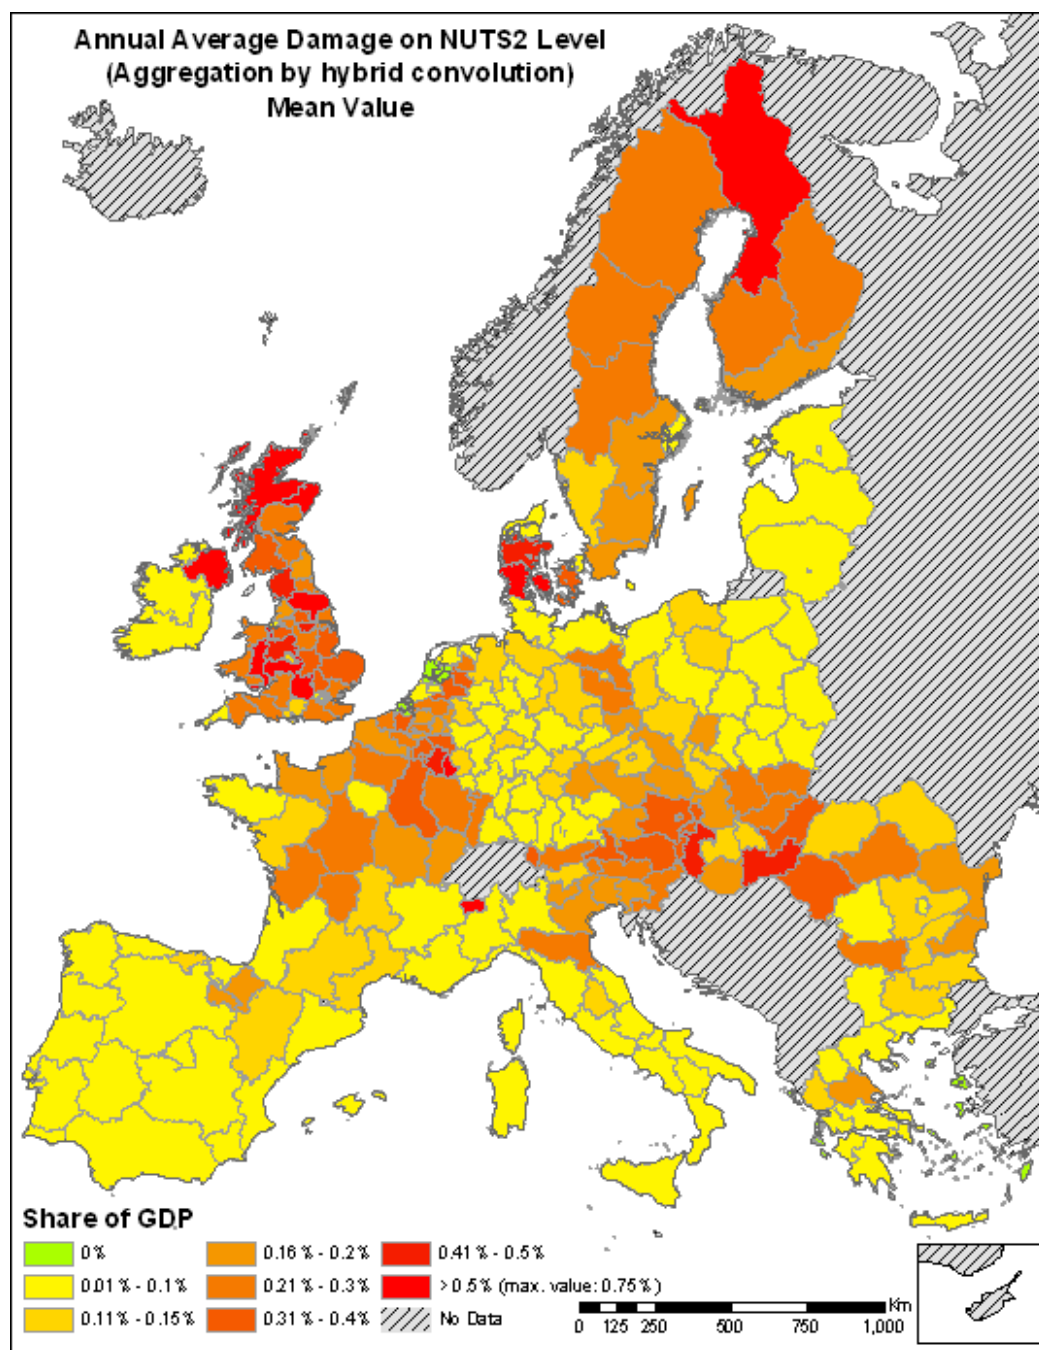 Annual Average Damage on NUTS2 Level
(Aggregation by hybrid convolution)
Mean Value
Share of GDP
0%
0.01% - 0.1%
0.11% - 0.15%
0.16% - 0.2%
0.21% - 0.3%
0.31% - 0.4%
0.41% - 0.5%
> 0.5% (max. value: 0.75%)
No Data
Km
0 125 250 500 750 1,000